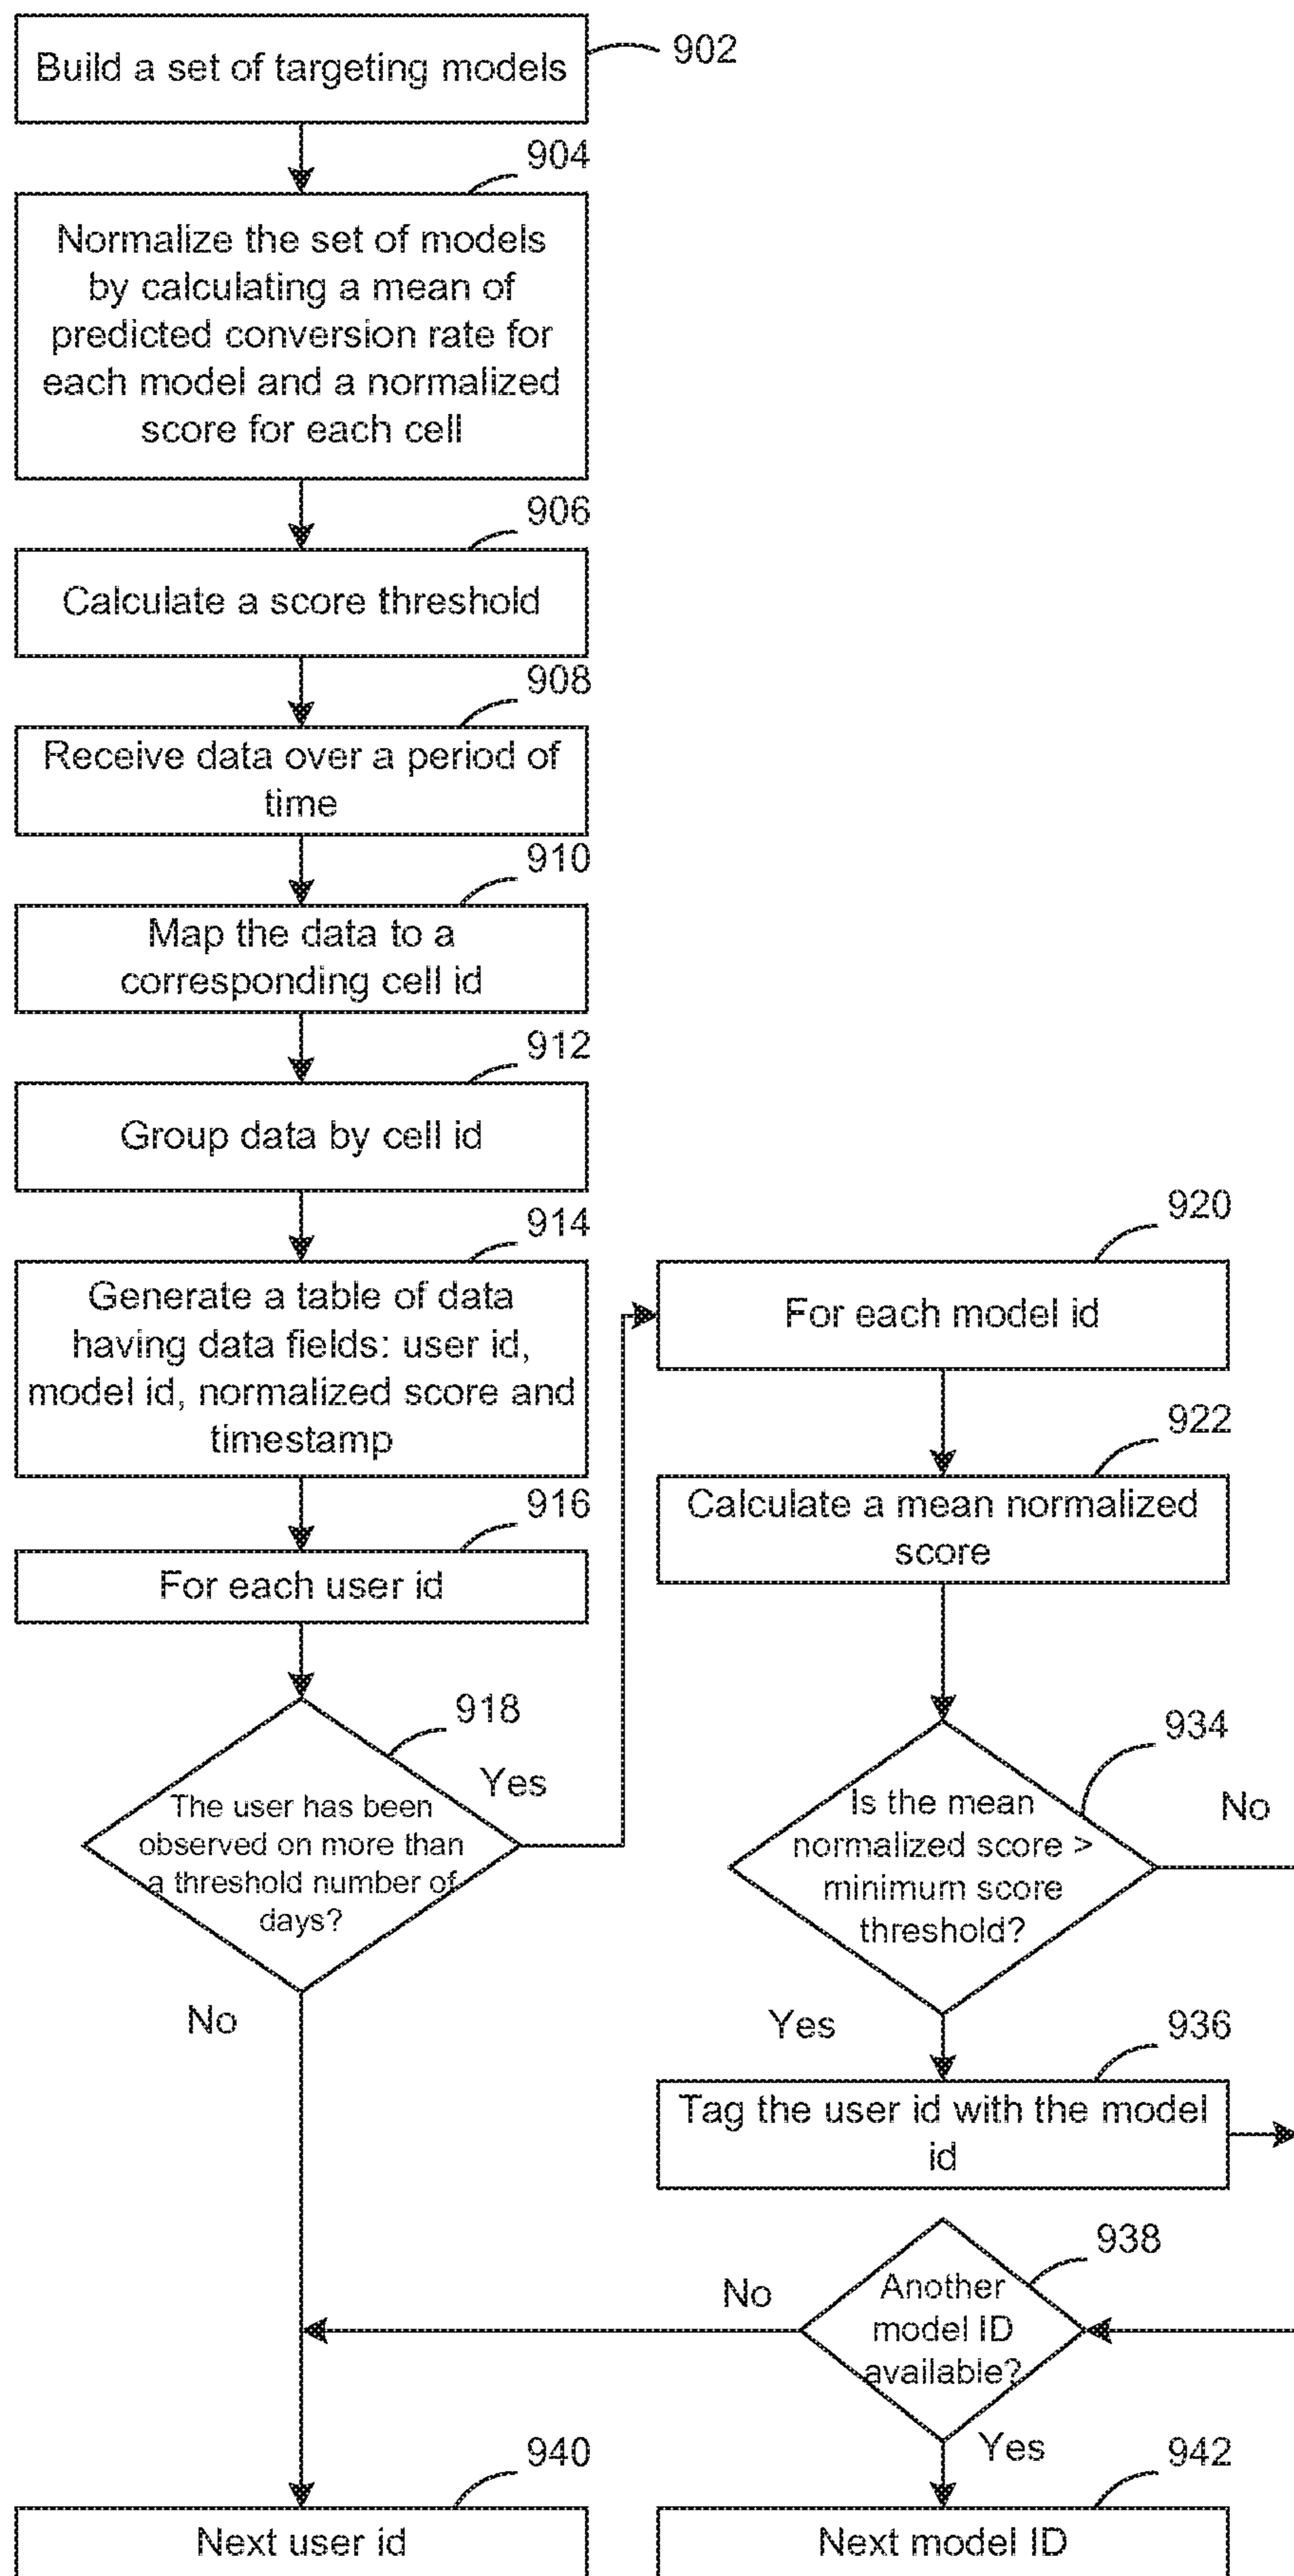 Build a set of targeting models
902
904
Normalize the set of models
by calculating a mean of
predicted conversion rate for
each model and a normalized
score for each cell
906
Calculate a score threshold
908
Receive data over a period of
time
910
Map the data to a
corresponding cell id
912
Group data by cell id
914
Generate a table of data
having data fields: user id,
model id, normalized score and
timestamp
916
For each user id
918
The user has been
observed on more than
a threshold number of
days?
Yes
No
920
For each model id
922
Calculate a mean normalized
score
934
Is the mean
normalized score >
minimum score
threshold?
No
Yes
936
Tag the user id with the model
id
938
Another
model ID
available?
No
Yes
940
Next user id
942
Next model ID